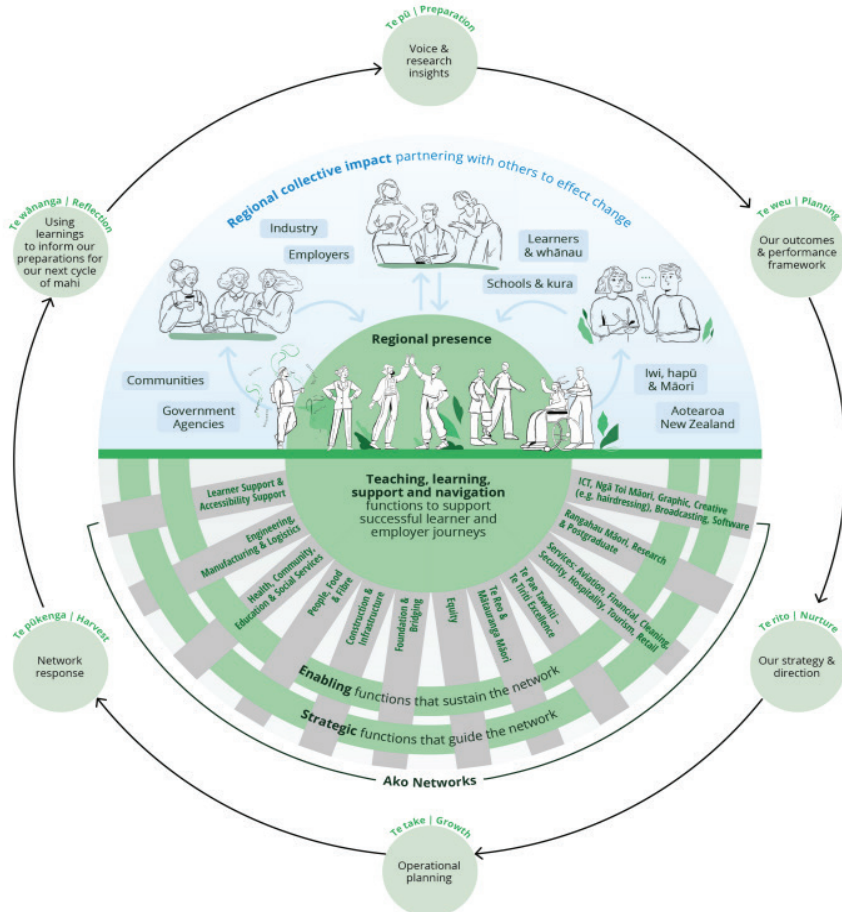 Te pū | Preparation
Voice &
research
insights
Te weu | Planting
Our outcomes
& performance
framework
Te rito | Nurture
Our strategy &
direction
Te take | Growth
Operational
planning
Te pūkenga | Harvest
Network
response
Te wānanga | Reflection
Using
learnings
to inform our
preparations for
our next cycle
of mahi
Regional collective impact partnering with others to effect change
Industry
Employers
Learners
& whānau
Schools & kura
Communities
Government
Agencies
Iwi, hapū
& Māori
Aotearoa
New Zealand
Regional presence
Teaching, learning,
support and navigation
functions to support
successful learner and
employer journeys
Learner Support &
Accessibility Support
Engineering,
Manufacturing & Logistics
Health, Community,
Education & Social Services
People, Food
& Fibre
Construction &
Infrastructure
Foundation &
Bridging
Equity
Te Reo &
Mātauranga Māori
Te Pae Tawhiti –
Te Tiriti Excellence
Services: Aviation, Financial, Cleaning,
Security, Hospitality, Tourism, Retail
Rangahau Māori, Research
& Postgraduate
ICT, Ngā Toi Māori, Graphic, Creative
(e.g. hairdressing), Broadcasting, Software
Enabling functions that sustain the network
Strategic functions that guide the network
Ako Networks